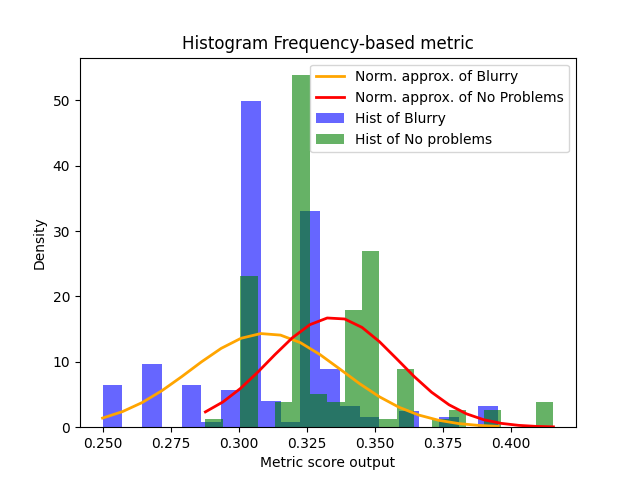 Histogram Frequency-based metric
Norm. approx. of Blurry
Norm. approx. of No Problems
Hist of Blurry
Hist of No problems
50
40
30
20
10
0
Density
0.250 0.275 0.300 0.325 0.350 0.375 0.400
Metric score output